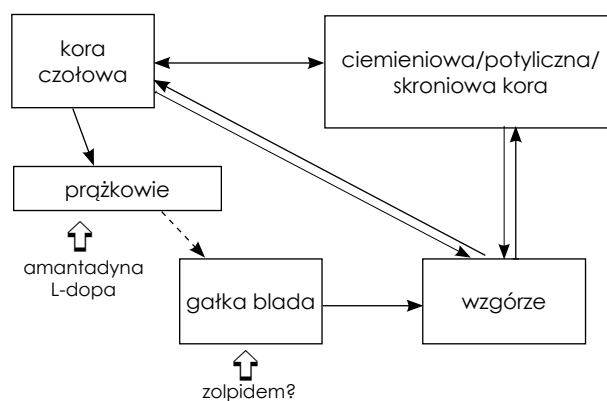 kora
czołowa
ciemieniowa/potyliczna/
skroniowa kora
prążkowie
amantadyna
L-dopa
gałka blada
wzgórze
zolpidem?